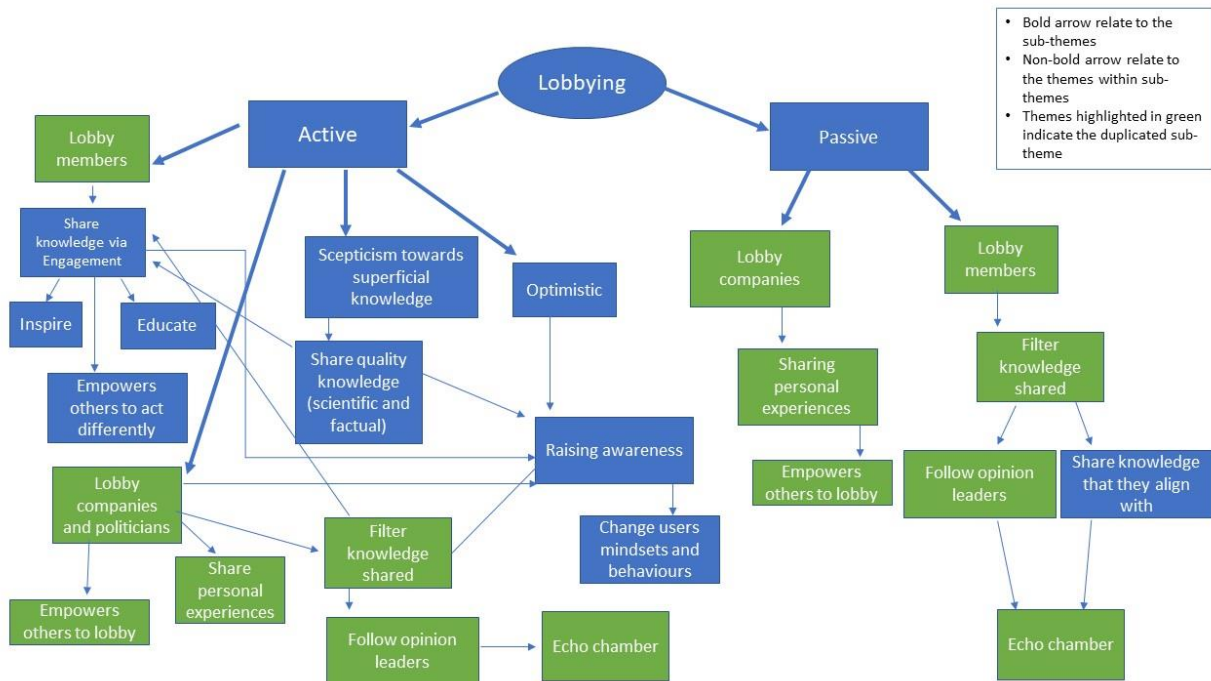 Lobbying
• Bold arrow relate to the
sub-themes
• Non-bold arrow relate to
the themes within sub-
themes
• Themes highlighted in green
indicate the duplicated sub-
theme
Active
Passive
Lobby
members
Share
knowledge via
Engagement
Inspire
Educate
Empowers
others to act
differently
Scepticism towards
superficial
knowledge
Optimistic
Share quality
knowledge
(scientific and
factual)
Raising awareness
Change users
mindsets and
behaviours
Lobby
companies
and politicians
Empowers
others to lobby
Share
personal
experiences
Filter
knowledge
shared
Follow opinion
leaders
Echo chamber
Lobby
companies
Sharing
personal
experiences
Empowers
others to lobby
Lobby
members
Filter
knowledge
shared
Follow opinion
leaders
Share knowledge
that they align
with
Echo chamber